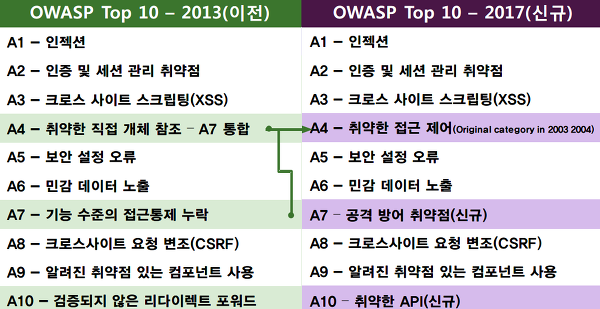 OWASP Top 10 – 2013(이전)
A1 – 인젝션
A2 – 인증 및 세션 관리 취약점
A3 – 크로스 사이트 스크립팅(XSS)
A4 – 취약한 직접 개체 참조 – A7 통합
A5 – 보안 설정 오류
A6 – 민감 데이터 노출
A7 – 기능 수준의 접근통제 누락
A8 – 크로스사이트 요청 변조(CSRF)
A9 – 알려진 취약점 있는 컴포넌트 사용
A10 – 검증되지 않은 리다이렉트 포워드
OWASP Top 10 – 2017(신규)
A1 – 인젝션
A2 – 인증 및 세션 관리 취약점
A3 – 크로스 사이트 스크립팅(XSS)
A4 – 취약한 접근 제어(Original category in 2003 2004)
A5 – 보안 설정 오류
A6 – 민감 데이터 노출
A7 – 공격 방어 취약점(신규)
A8 – 크로스사이트 요청 변조(CSRF)
A9 – 알려진 취약점 있는 컴포넌트 사용
A10 – 취약한 API(신규)